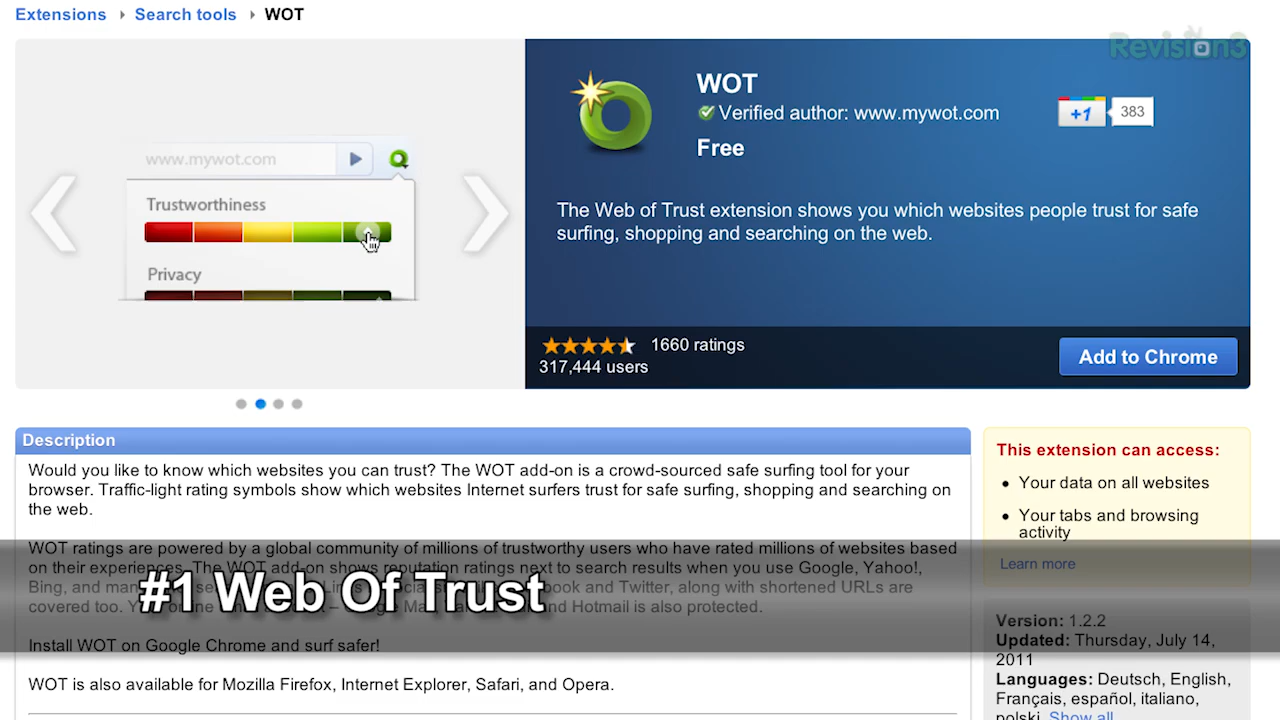 Extensions ▸ Search tools ▸ WOT
Revision3
WOT
Verified author: www.mywot.com
+1
383
Free
www.mywot.com
Trustworthiness
Privacy
The Web of Trust extension shows you which websites people trust for safe
surfing, shopping and searching on the web.
1660 ratings
317,444 users
Add to Chrome
Description
Would you like to know which websites you can trust? The WOT add-on is a crowd-sourced safe surfing tool for your
browser. Traffic-light rating symbols show which websites Internet surfers trust for safe surfing, shopping and searching on
the web.
WOT ratings are powered by a global community of millions of trustworthy users who have rated millions of websites based
on their experiences. The WOT add-on shows reputation ratings next to search results when you use Google, Yahoo!,
Bing, and book and Twitter, along with shortened URLs are
covered too. and Hotmail is also protected.
#1 Web Of Trust
Install WOT on Google Chrome and surf safer!
WOT is also available for Mozilla Firefox, Internet Explorer, Safari, and Opera.
This extension can access:
• Your data on all websites
• Your tabs and browsing
activity
Learn more
Version: 1.2.2
Updated: Thursday, July 14,
2011
Languages: Deutsch, English,
Français, español, italiano,
polski Show all